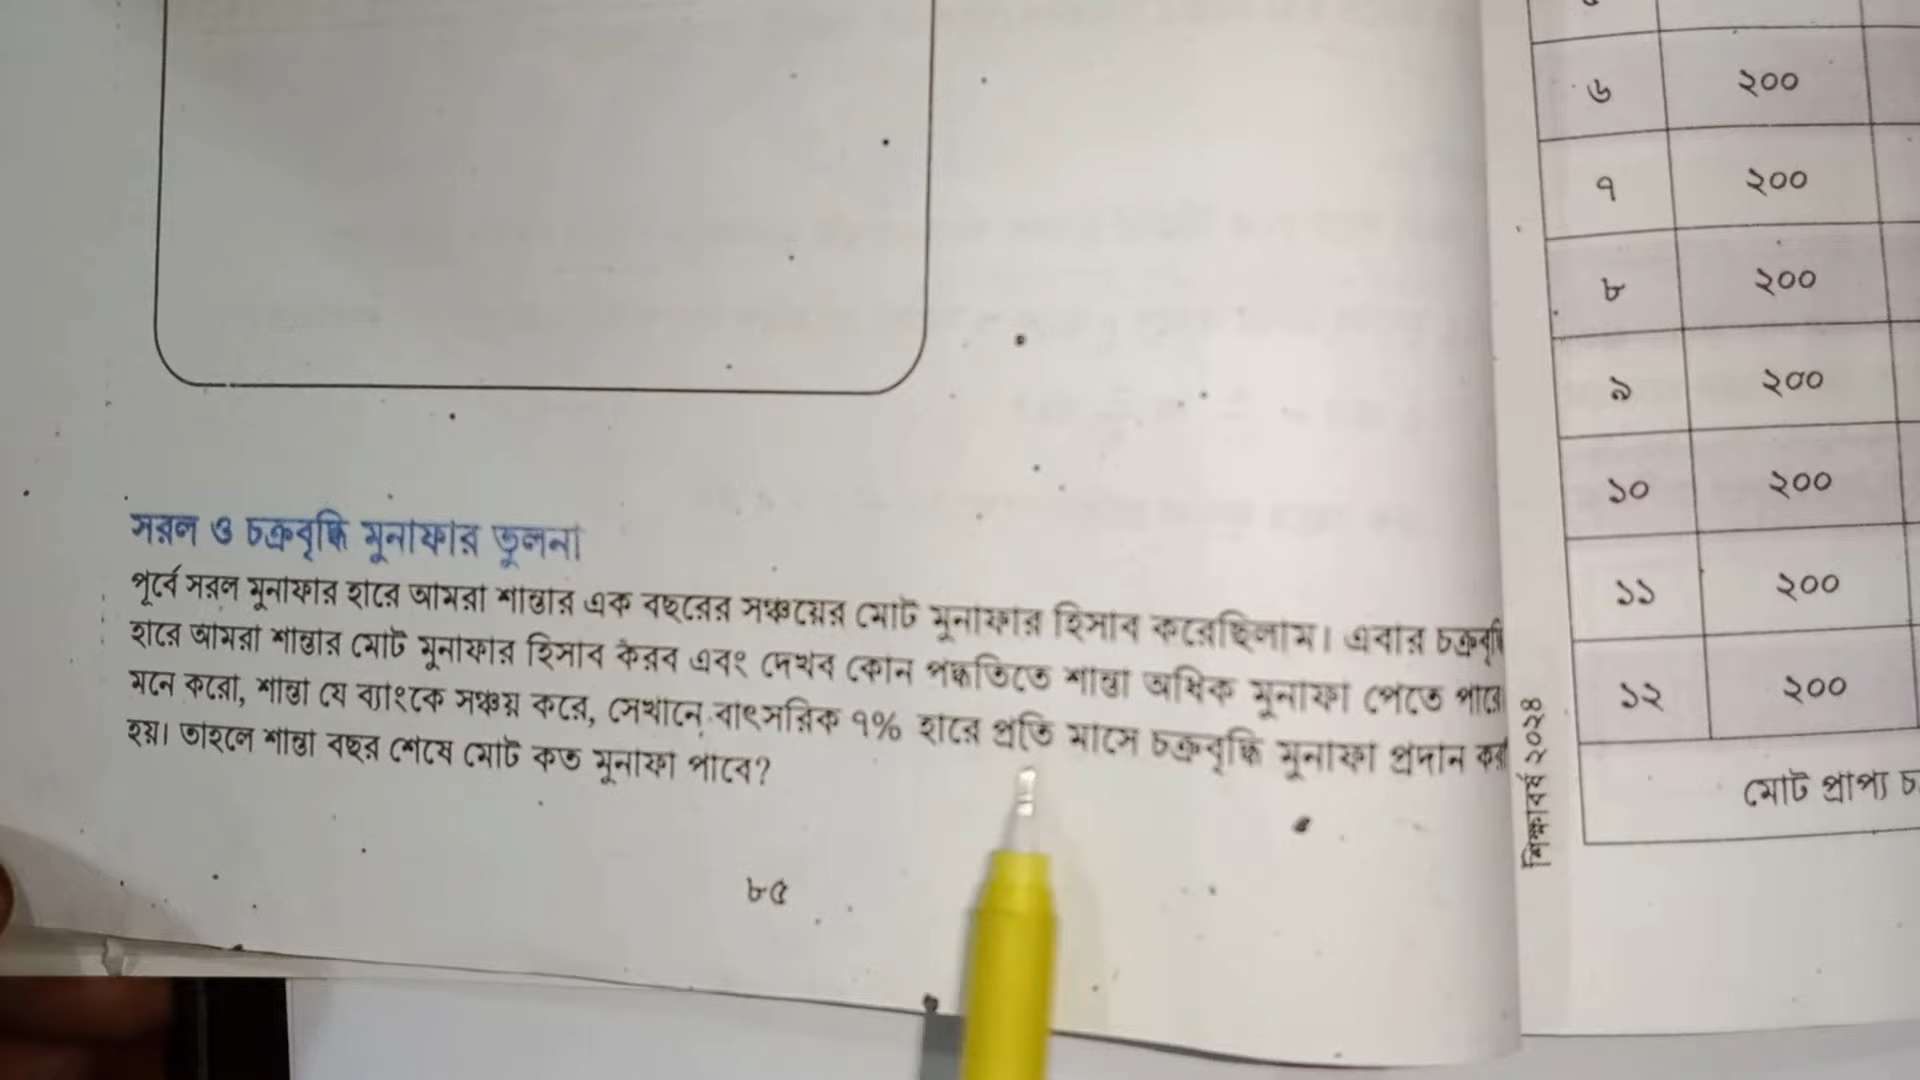 সরল ও চক্রবৃদ্ধি মুনাফার তুলনা
পূর্বে সরল মুনাফার হারে আমরা শান্তার এক বছরের সঞ্চয়ের মোট মুনাফার হিসাব করেছিলাম। এবার চক্রবৃদ্ধি
হারে আমরা শান্তার মোট মুনাফার হিসাব করব এবং দেখব কোন পদ্ধতিতে শান্তা অধিক মুনাফা পেতে পারে
মনে করো, শান্তা যে ব্যাংকে সঞ্চয় করে, সেখানে বাৎসরিক ৭% হারে প্রতি মাসে চক্রবৃদ্ধি মুনাফা প্রদান করা
হয়। তাহলে শান্তা বছর শেষে মোট কত মুনাফা পাবে?
৮৫
শিক্ষাবর্ষ ২০২৪
৬ ২০০
৭ ২০০
৮ ২০০
৯ ২০০
১০ ২০০
১১ ২০০
১২ ২০০
মোট প্রাপ্য